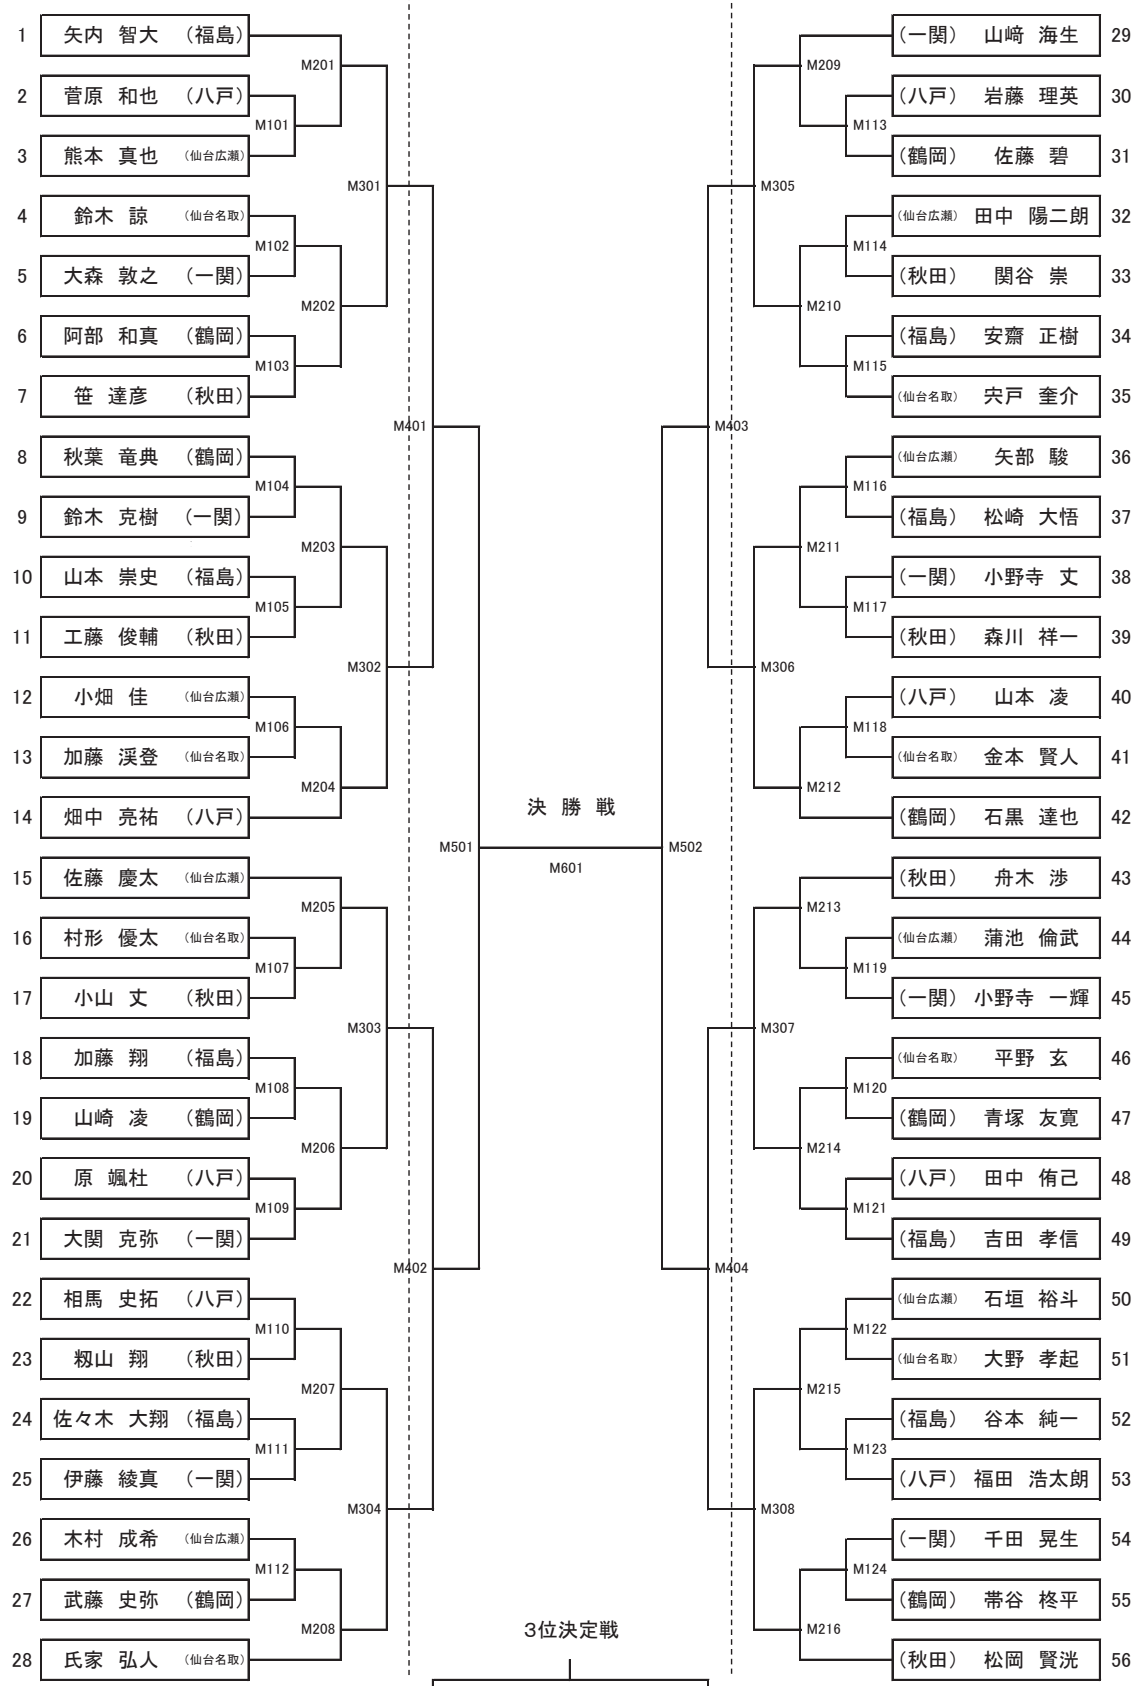 1 矢内 智大 (福島)
M201
2 菅原 和也 (八戸)
M101
3 熊本 真也 (仙台広瀬)
M301
4 鈴木 諒 (仙台名取)
M102
5 大森 敦之 (一関)
M202
6 阿部 和真 (鶴岡)
M103
7 笹 達彦 (秋田)
M401
8 秋葉 竜典 (鶴岡)
M104
9 鈴木 克樹 (一関)
M203
10 山本 崇史 (福島)
M105
11 工藤 俊輔 (秋田)
M302
12 小畑 佳 (仙台広瀬)
M106
13 加藤 渓登 (仙台名取)
M204
14 畑中 亮祐 (八戸)
M501
15 佐藤 慶太 (仙台広瀬)
M205
16 村形 優太 (仙台名取)
M107
17 小山 丈 (秋田)
M303
18 加藤 翔 (福島)
M108
19 山崎 凌 (鶴岡)
M206
20 原 颯杜 (八戸)
M109
21 大関 克弥 (一関)
M402
22 相馬 史拓 (八戸)
M110
23 籾山 翔 (秋田)
M207
24 佐々木 大翔 (福島)
M111
25 伊藤 綾真 (一関)
M304
26 木村 成希 (仙台広瀬)
M112
27 武藤 史弥 (鶴岡)
M208
28 氏家 弘人 (仙台名取)
決 勝 戦
M601
3位決定戦
(一関) 山﨑 海生 29
M209
(八戸) 岩藤 理英 30
M113
(鶴岡) 佐藤 碧 31
M305
(仙台広瀬) 田中 陽二朗 32
M114
(秋田) 関谷 崇 33
M210
(福島) 安齋 正樹 34
M115
(仙台名取) 宍戸 奎介 35
M403
(仙台広瀬) 矢部 駿 36
M116
(福島) 松崎 大悟 37
M211
(一関) 小野寺 丈 38
M117
(秋田) 森川 祥一 39
M306
(八戸) 山本 凌 40
M118
(仙台名取) 金本 賢人 41
M212
(鶴岡) 石黒 達也 42
M502
(秋田) 舟木 渉 43
M213
(仙台広瀬) 蒲池 倫武 44
M119
(一関) 小野寺 一輝 45
M307
(仙台名取) 平野 玄 46
M120
(鶴岡) 青塚 友寛 47
M214
(八戸) 田中 侑己 48
M121
(福島) 吉田 孝信 49
M404
(仙台広瀬) 石垣 裕斗 50
M122
(仙台名取) 大野 孝起 51
M215
(福島) 谷本 純一 52
M123
(八戸) 福田 浩太朗 53
M308
(一関) 千田 晃生 54
M124
(鶴岡) 帯谷 柊平 55
M216
(秋田) 松岡 賢洸 56